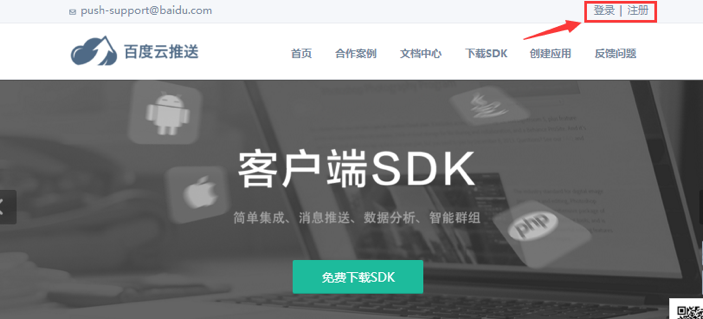 push-support@baidu.com
登录 | 注册
百度云推送
首页 合作案例 文档中心 下载SDK 创建应用 反馈问题
客户端SDK
简单集成、消息推送、数据分析、智能群组
php
免费下载SDK